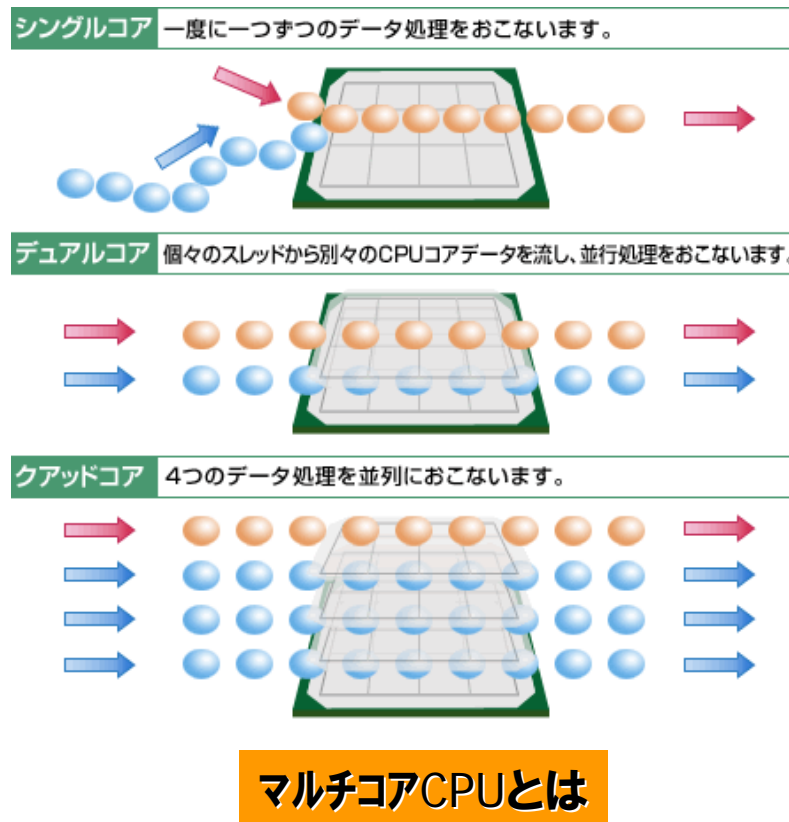 シングルコア 一度に一つずつのデータ処理をおこないます。
デュアルコア 個々のスレッドから別々のCPUコアデータを流し、並行処理をおこないます。
クアッドコア 4つのデータ処理を並列におこないます。
マルチコアCPUとは